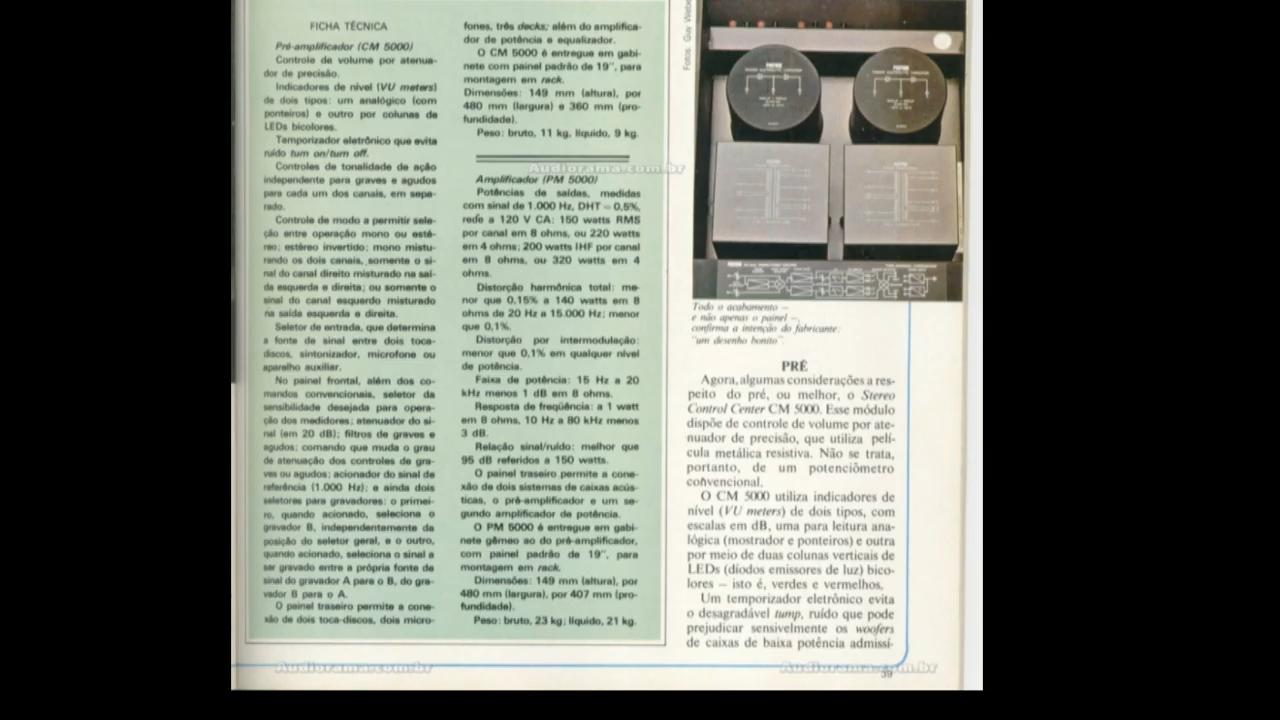 FICHA TÉCNICA
Pré-amplificador (CM 5000)
Controle de volume por atenua-
dor de precisão.
Indicadores de nível (VU meters)
de dois tipos: um analógico (com
ponteiros) e outro por colunas de
LEDs bicolores.
Temporizador eletrônico que evita
ruído turn on/turn off.
Controles de tonalidade de ação
independente para graves e agudos
para cada um dos canais, em sepa-
rado.
Controle de modo a permitir sele-
ção entre operação mono ou esté-
reo; estéreo invertido; mono mistu-
rando os dois canais, somente o si-
nal do canal direito misturado na saí-
da esquerda e direita; ou somente o
sinal do canal esquerdo misturado
na saída esquerda e direita.
Seletor de entrada, que determina
a fonte de sinal entre dois toca-
discos, sintonizador, microfone ou
aparelho auxiliar.
No painel frontal, além dos co-
mandos convencionais, seletor da
sensibilidade desejada para opera-
ção dos medidores; atenuador do si-
nal (em 20 dB); filtros de graves e
agudos; comando que muda o grau
de atenuação dos controles de gra-
ves ou agudos; acionador do sinal de
referência (1.000 Hz); e ainda dois
seletores para gravadores: o primei-
ro, quando acionado, seleciona o
gravador B, independentemente da
posição do seletor geral, e o outro,
quando acionado, seleciona o sinal a
ser gravado entre a própria fonte de
sinal do gravador A para o B, do gra-
vador B para o A.
O painel traseiro permite a cone-
xão de dois toca-discos, dois micro-
fones, três decks; além do amplifica-
dor de potência e equalizador.
O CM 5000 é entregue em gabi-
nete com painel padrão de 19", para
montagem em rack.
Dimensões: 149 mm (altura), por
480 mm (largura) e 360 mm (pro-
fundidade).
Peso: bruto, 11 kg, líquido, 9 kg.
Audiorama.com.br
Amplificador (PM 5000)
Potências de saídas, medidas
com sinal de 1.000 Hz, DHT = 0,5%,
rede a 120 V CA: 150 watts RMS
por canal em 8 ohms, ou 220 watts
em 4 ohms; 200 watts IHF por canal
em 8 ohms, ou 320 watts em 4
ohms.
Distorção harmônica total: me-
nor que 0,15% a 140 watts em 8
ohms de 20 Hz a 15.000 Hz; menor
que 0,1%.
Distorção por intermodulação:
menor que 0,1% em qualquer nível
de potência.
Faixa de potência: 15 Hz a 20
kHz menos 1 dB em 8 ohms.
Resposta de freqüência: a 1 watt
em 8 ohms, 10 Hz a 80 kHz menos
3 dB.
Relação sinal/ruído: melhor que
95 dB referidos a 150 watts.
O painel traseiro permite a cone-
xão de dois sistemas de caixas acús-
ticas, o pré-amplificador e um se-
gundo amplificador de potência.
O PM 5000 é entregue em gabi-
nete gêmeo ao do pré-amplificador,
com painel padrão de 19", para
montagem em rack.
Dimensões: 149 mm (altura), por
480 mm (largura), por 407 mm (pro-
fundidade).
Peso: bruto, 23 kg; líquido, 21 kg.
Fotos: Guy Webe
Todo o acabamento –
e não apenas o painel –,
confirma a intenção do fabricante:
"um desenho bonito".
PRÉ
Agora, algumas considerações a res-
peito do pré, ou melhor, o Stereo
Control Center CM 5000. Esse módulo
dispõe de controle de volume por ate-
nuador de precisão, que utiliza pelí-
cula metálica resistiva. Não se trata,
portanto, de um potenciômetro
convencional.
O CM 5000 utiliza indicadores de
nível (VU meters) de dois tipos, com
escalas em dB, uma para leitura ana-
lógica (mostrador e ponteiros) e outra
por meio de duas colunas verticais de
LEDs (díodos emissores de luz) bico-
lores – isto é, verdes e vermelhos.
Um temporizador eletrônico evita
o desagradável tump, ruído que pode
prejudicar sensivelmente os woofers
de caixas de baixa potência admissí-
Audiorama.com.br
Audiorama.com.br
39